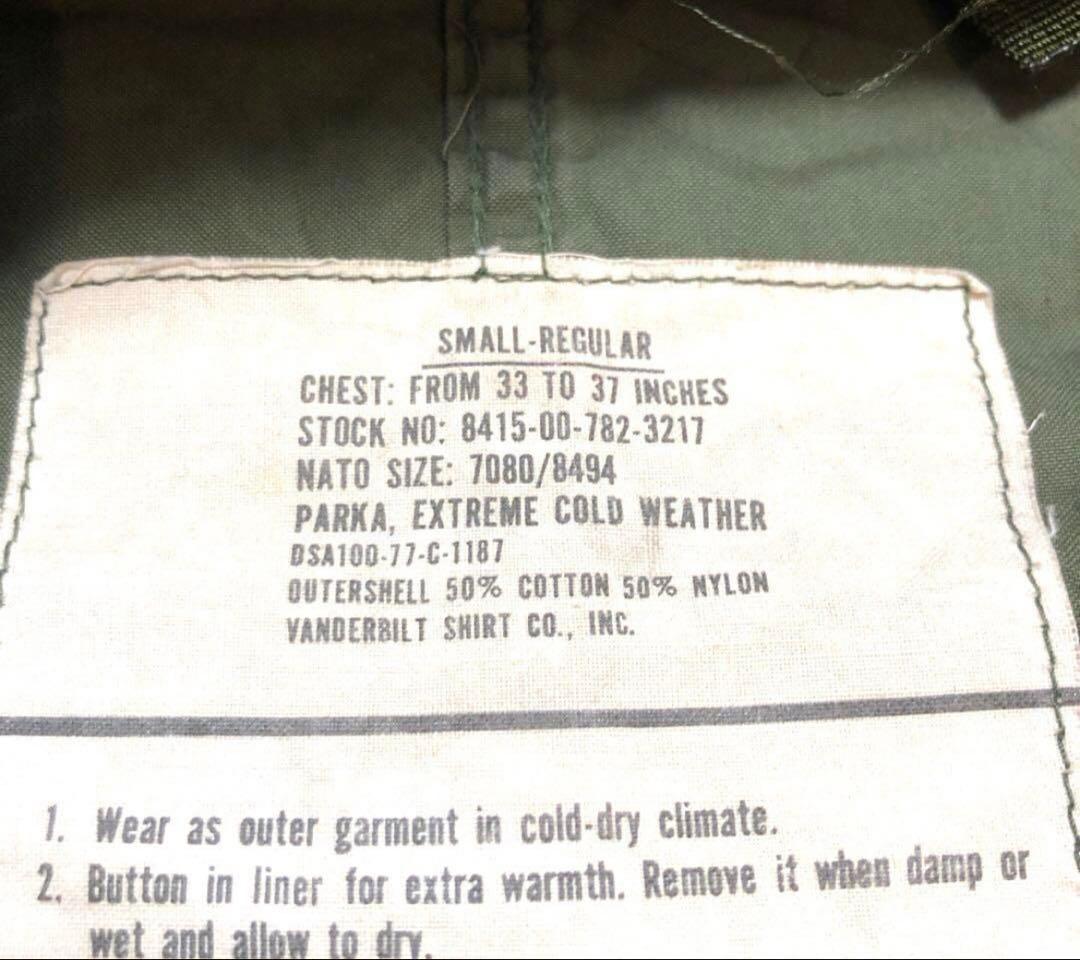 SMALL-REGULAR
CHEST: FROM 33 TO 37 INCHES
STOCK NO: 8415-00-782-3217
NATO SIZE: 7080/8494
PARKA, EXTREME COLD WEATHER
DSA100-77-C-1187
OUTERSHELL 50% COTTON 50% NYLON
VANDERBILT SHIRT CO., INC.
1. Wear as outer garment in cold-dry climate.
2. Button in liner for extra warmth. Remove it when damp or
wet and allow to dry.